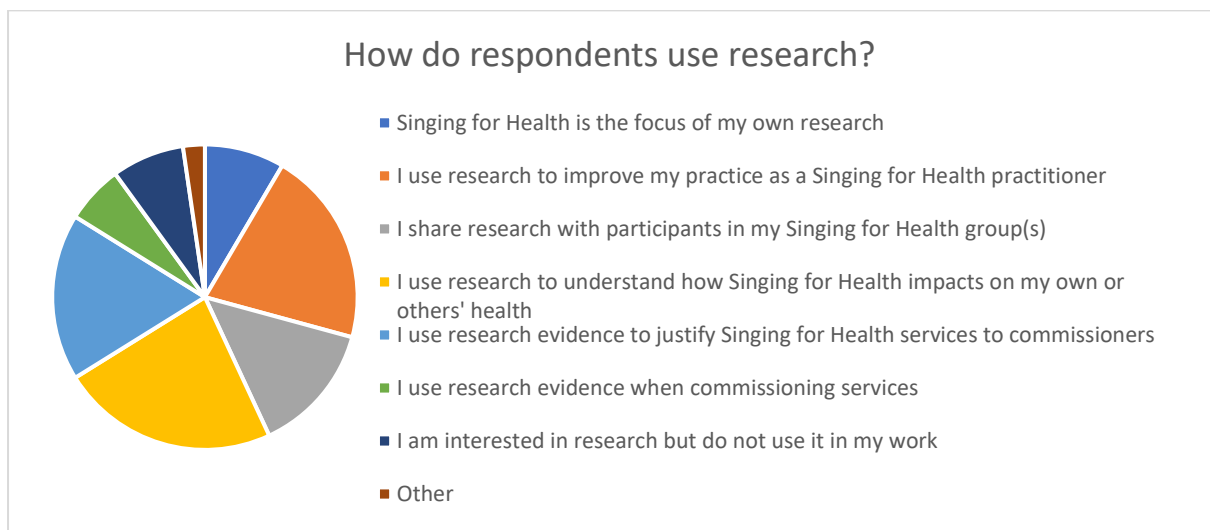 How do respondents use research?
Singing for Health is the focus of my own research
I use research to improve my practice as a Singing for Health practitioner
I share research with participants in my Singing for Health group(s)
I use research to understand how Singing for Health impacts on my own or
others' health
I use research evidence to justify Singing for Health services to commissioners
I use research evidence when commissioning services
I am interested in research but do not use it in my work
Other